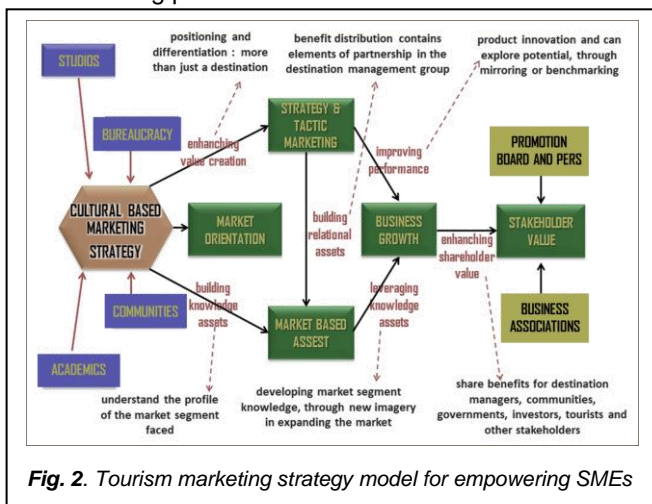 positioning and
differentiation : more
than just a destination
benefit distribution contains
elements of partnership in the
destination management group
product innovation and can
explore potential, through
mirroring or benchmarking
STUDIOS
BUREAUCRACY
enhanching
value creation
STRATEGY &
TACTIC
MARKETING
improving
performance
PROMOTION
BOARD AND PERS
CULTURAL BASED
MARKETING
STRATEGY
MARKET
ORIENTATION
building
relational
assets
BUSINESS
GROWTH
enhanching
shareholder
value
STAKEHOLDER
VALUE
building
knowledge
assets
leveraging
knowledge
assets
COMMUNITIES
MARKET BASED
ASSEST
BUSINESS
ASSOCIATIONS
ACADEMICS
understand the profile
of the market segment
faced
developing market segment
knowledge, through new imagery
in expanding the market
share benefits for destination
managers, communities,
governments, investors, tourists and
other stakeholders
Fig. 2. Tourism marketing strategy model for empowering SMEs